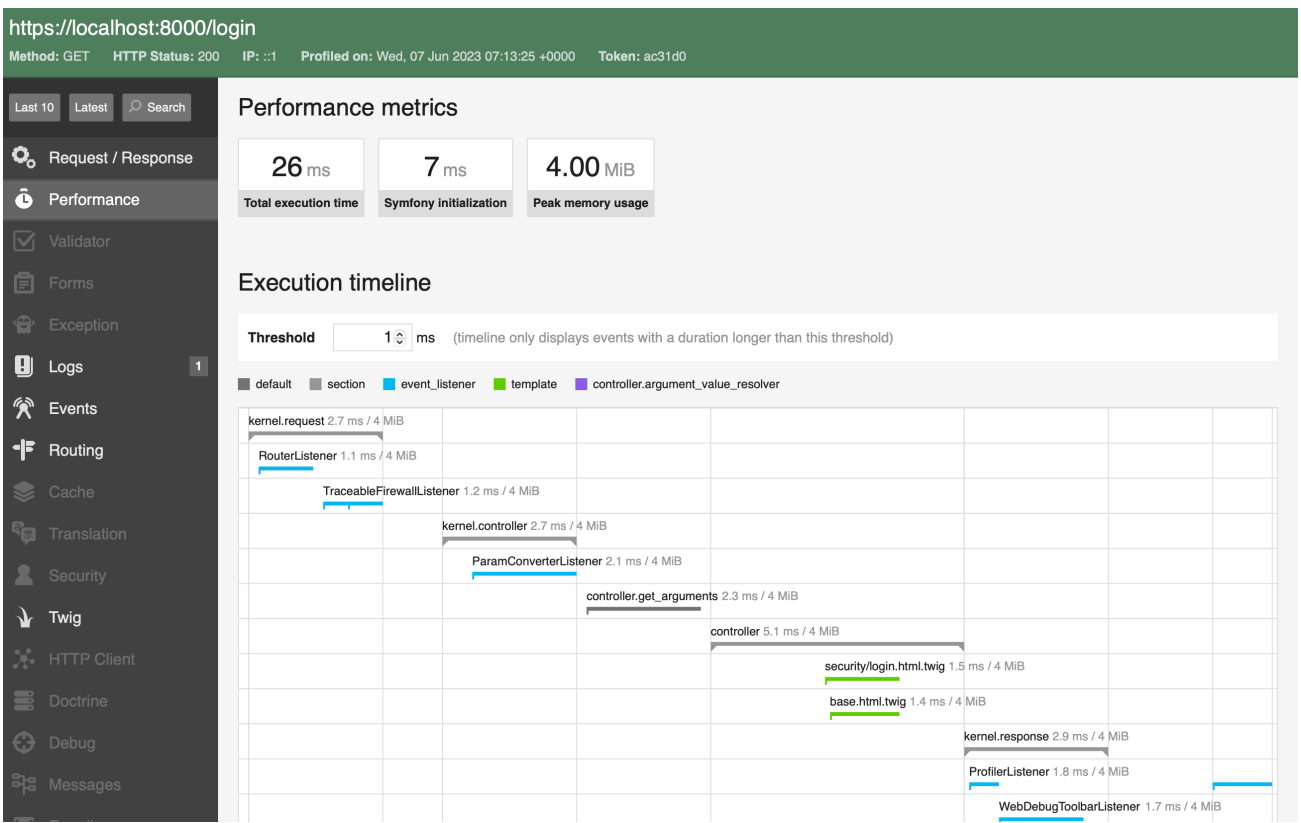 https://localhost:8000/login
Method: GET HTTP Status: 200 IP: ::1 Profiled on: Wed, 07 Jun 2023 07:13:25 +0000 Token: ac31d0
Last 10 Latest Search
Request / Response
Performance
Validator
Forms
Exception
Logs 1
Events
Routing
Cache
Translation
Security
Twig
HTTP Client
Doctrine
Debug
Messages
Performance metrics
26 ms 7 ms 4.00 MiB
Total execution time Symfony initialization Peak memory usage
Execution timeline
Threshold 1 ms (timeline only displays events with a duration longer than this threshold)
default section event_listener template controller.argument_value_resolver
kernel.request 2.7 ms / 4 MiB
RouterListener 1.1 ms / 4 MiB
TraceableFirewallListener 1.2 ms / 4 MiB
kernel.controller 2.7 ms / 4 MiB
ParamConverterListener 2.1 ms / 4 MiB
controller.get_arguments 2.3 ms / 4 MiB
controller 5.1 ms / 4 MiB
security/login.html.twig 1.5 ms / 4 MiB
base.html.twig 1.4 ms / 4 MiB
kernel.response 2.9 ms / 4 MiB
ProfilerListener 1.8 ms / 4 MiB
WebDebugToolbarListener 1.7 ms / 4 MiB